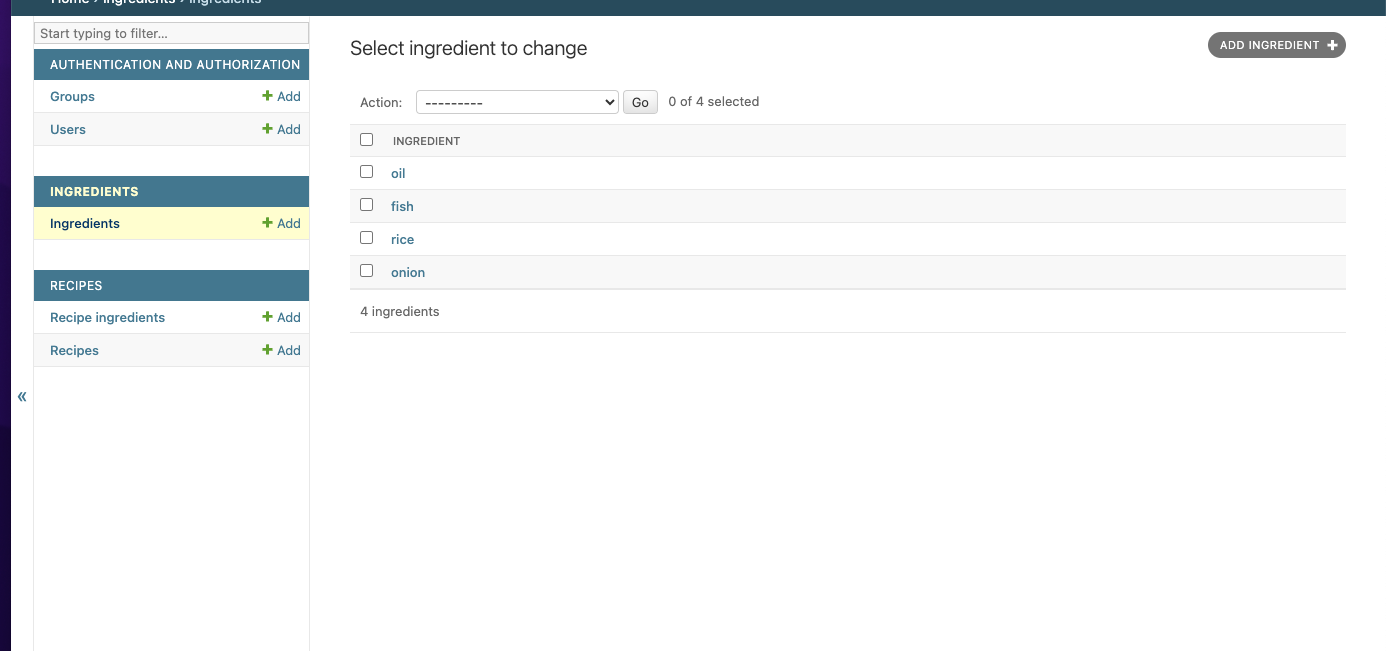 Home › Ingredients › Ingredients
Start typing to filter...
AUTHENTICATION AND AUTHORIZATION
Groups + Add
Users + Add
INGREDIENTS
Ingredients + Add
RECIPES
Recipe ingredients + Add
Recipes + Add
«
Select ingredient to change
ADD INGREDIENT +
Action: --------- Go 0 of 4 selected
INGREDIENT
oil
fish
rice
onion
4 ingredients